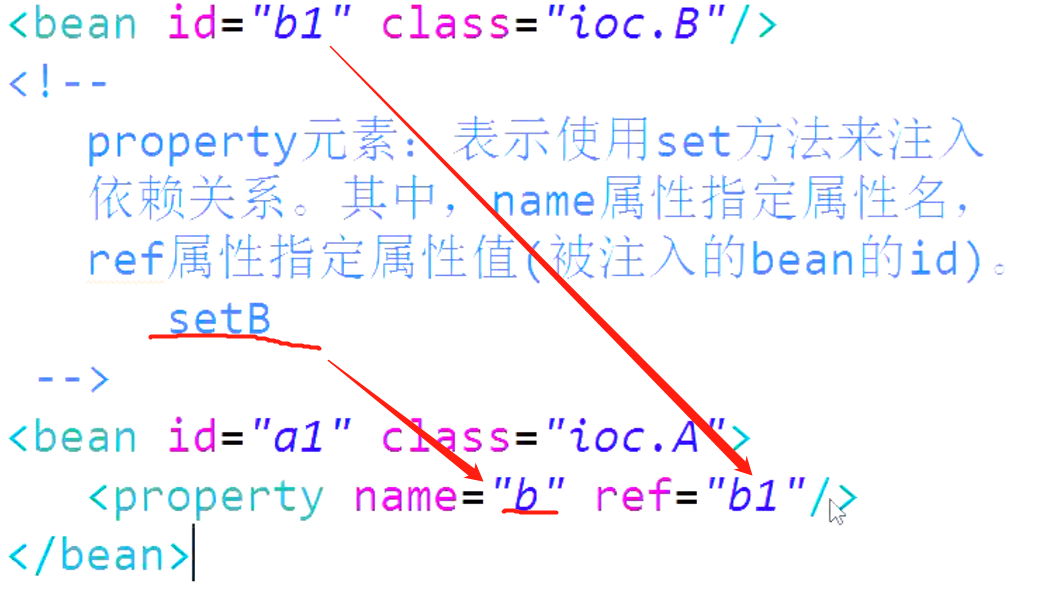 <bean id="b1" class="ioc.B"/>
<!--
property元素：表示使用set方法来注入
依赖关系。其中，name属性指定属性名，
ref属性指定属性值(被注入的bean的id)。
setB
-->
<bean id="a1" class="ioc.A">
<property name="b" ref="b1"/>
</bean>